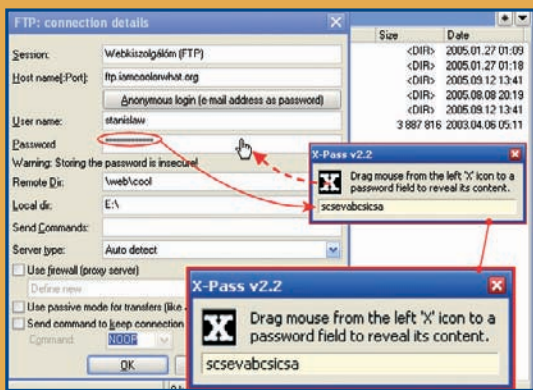 FTP: connection details
Session: Webkiszolgálóm (FTP)
Host name[:Port]: ftp.iamcoolorwhat.org
Anonymous login (e-mail address as password)
User name: stanislaw
Password
Warning: Storing the password is insecure!
Remote Dir: \web\cool
Local dir: E:\
Send Commands:
Server type: Auto detect
Use firewall (proxy server)
Define new
Use passive mode for transfers (like
Send command to keep connection
Command: NOOP
OK
Size Date
<DIR> 2005.01.27 01:09
<DIR> 2005.01.27 01:18
<DIR> 2005.09.12 13:41
<DIR> 2005.08.08 20:19
<DIR> 2005.09.12 13:41
3 887 816 2003.04.06 05:11
X-Pass v2.2
X
Drag mouse from the left 'X' icon to a
password field to reveal its content.
scsevabcsicsa
X-Pass v2.2
X
Drag mouse from the left 'X' icon to a
password field to reveal its content.
scsevabcsicsa